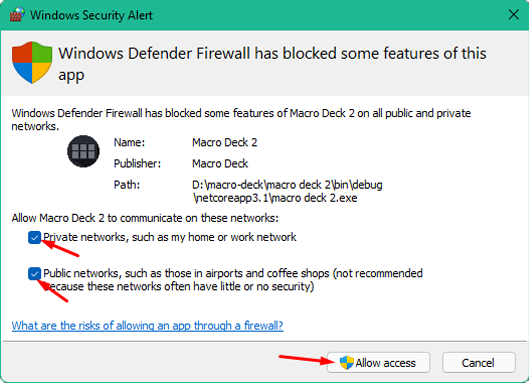 Windows Security Alert
Windows Defender Firewall has blocked some features of this
app
Windows Defender Firewall has blocked some features of Macro Deck 2 on all public and private
networks.
Name: Macro Deck 2
Publisher: Macro Deck
Path: D:\macro-deck\macro deck 2\bin\debug
\netcoreapp3.1\macro deck 2.exe
Allow Macro Deck 2 to communicate on these networks:
Private networks, such as my home or work network
Public networks, such as those in airports and coffee shops (not recommended
because these networks often have little or no security)
What are the risks of allowing an app through a firewall?
Allow access Cancel